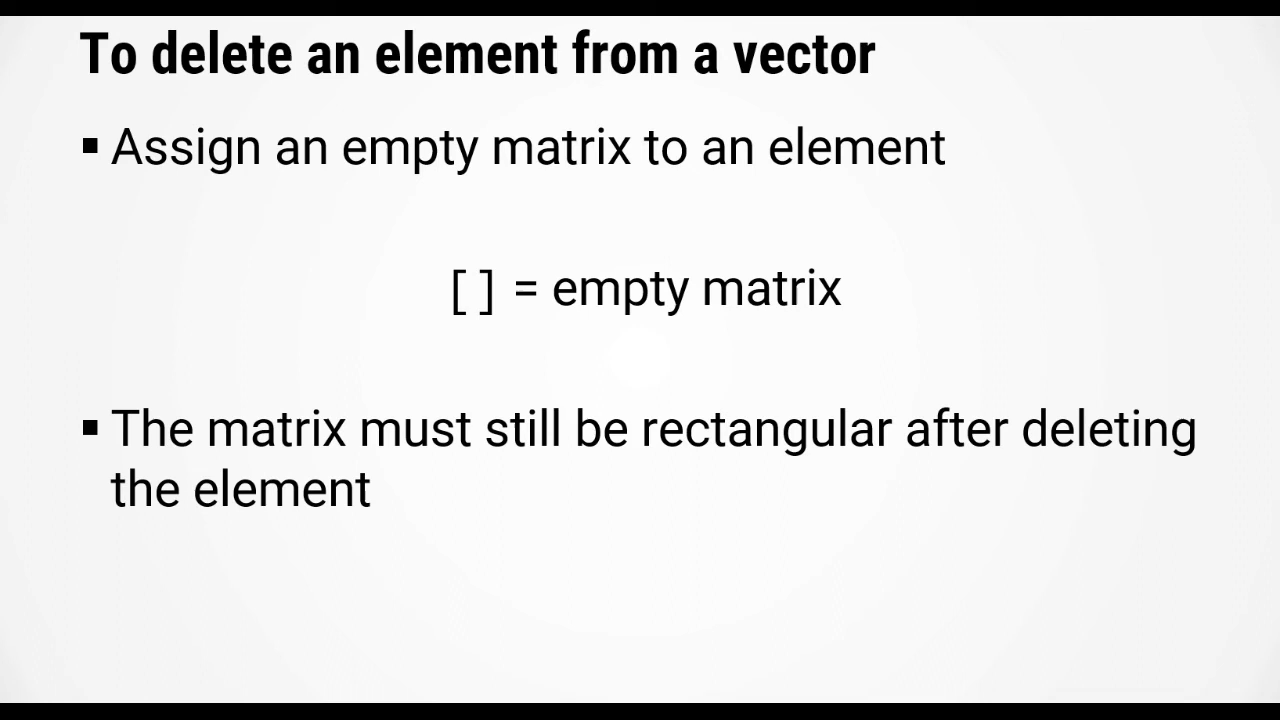 To delete an element from a vector
▪ Assign an empty matrix to an element
[ ] = empty matrix
▪ The matrix must still be rectangular after deleting
the element